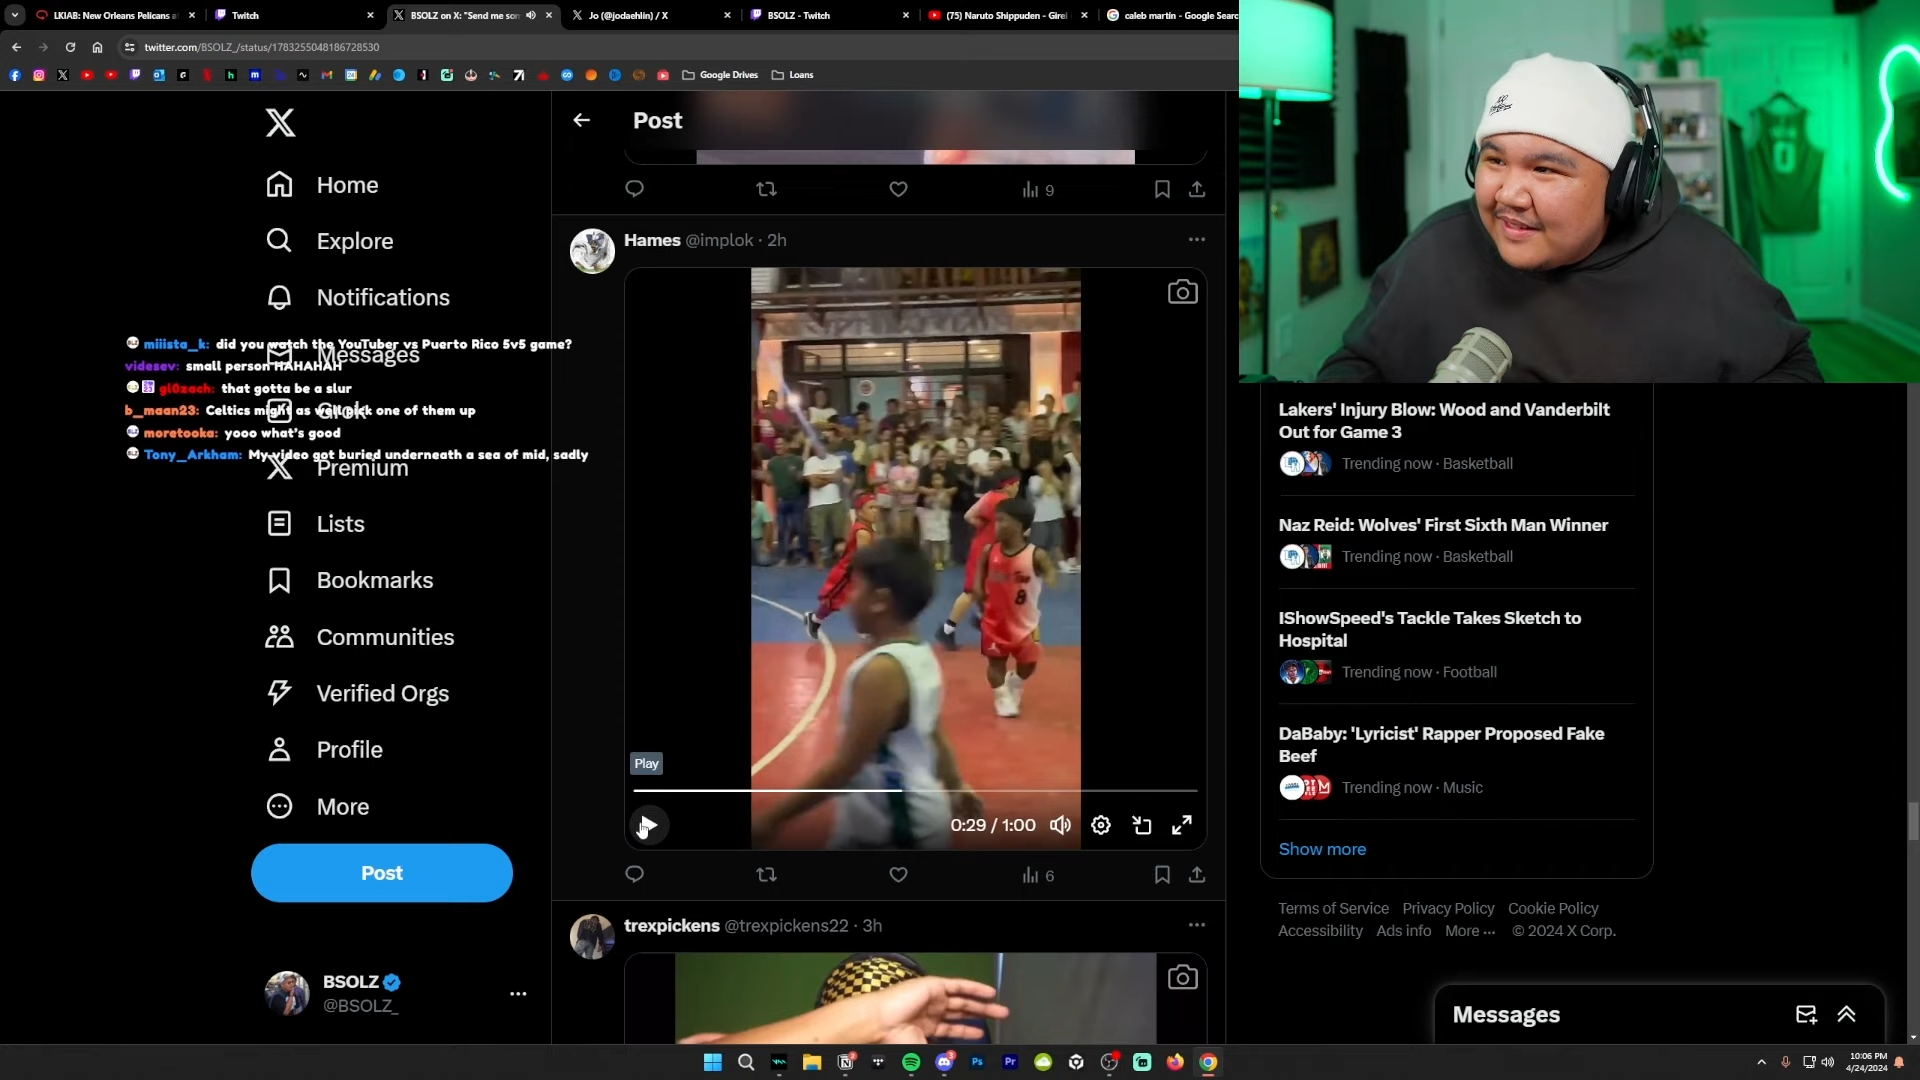 LKIAB: New Orleans Pelicans a
Twitch
BSOLZ on X: "Send me son
Jo (@jodaehlin) / X
BSOLZ - Twitch
(75) Naruto Shippuden - Girei
caleb martin - Google Searc
twitter.com/BSOLZ_/status/1783255048186728530
Google Drives
Loans
Home
Explore
Notifications
Messages
Grok
Premium
Lists
Bookmarks
Communities
Verified Orgs
Profile
More
Post
BSOLZ
@BSOLZ_
miiista_k: did you watch the YouTuber vs Puerto Rico 5v5 game?
videsev: small person HAHAHAH
gl0zach: that gotta be a slur
b_maan23: Celtics might as well pick one of them up
moretooka: yooo what's good
Tony_Arkham: My video got buried underneath a sea of mid, sadly
Post
9
Hames @implok · 2h
8
Play
0:29 / 1:00
6
trexpickens @trexpickens22 · 3h
0
Lakers' Injury Blow: Wood and Vanderbilt
Out for Game 3
Trending now · Basketball
Naz Reid: Wolves' First Sixth Man Winner
Trending now · Basketball
IShowSpeed's Tackle Takes Sketch to
Hospital
Trending now · Football
DaBaby: 'Lyricist' Rapper Proposed Fake
Beef
Trending now · Music
Show more
Terms of Service Privacy Policy Cookie Policy
Accessibility Ads info More ··· © 2024 X Corp.
Messages
Ps
Pr
10:06 PM
4/24/2024